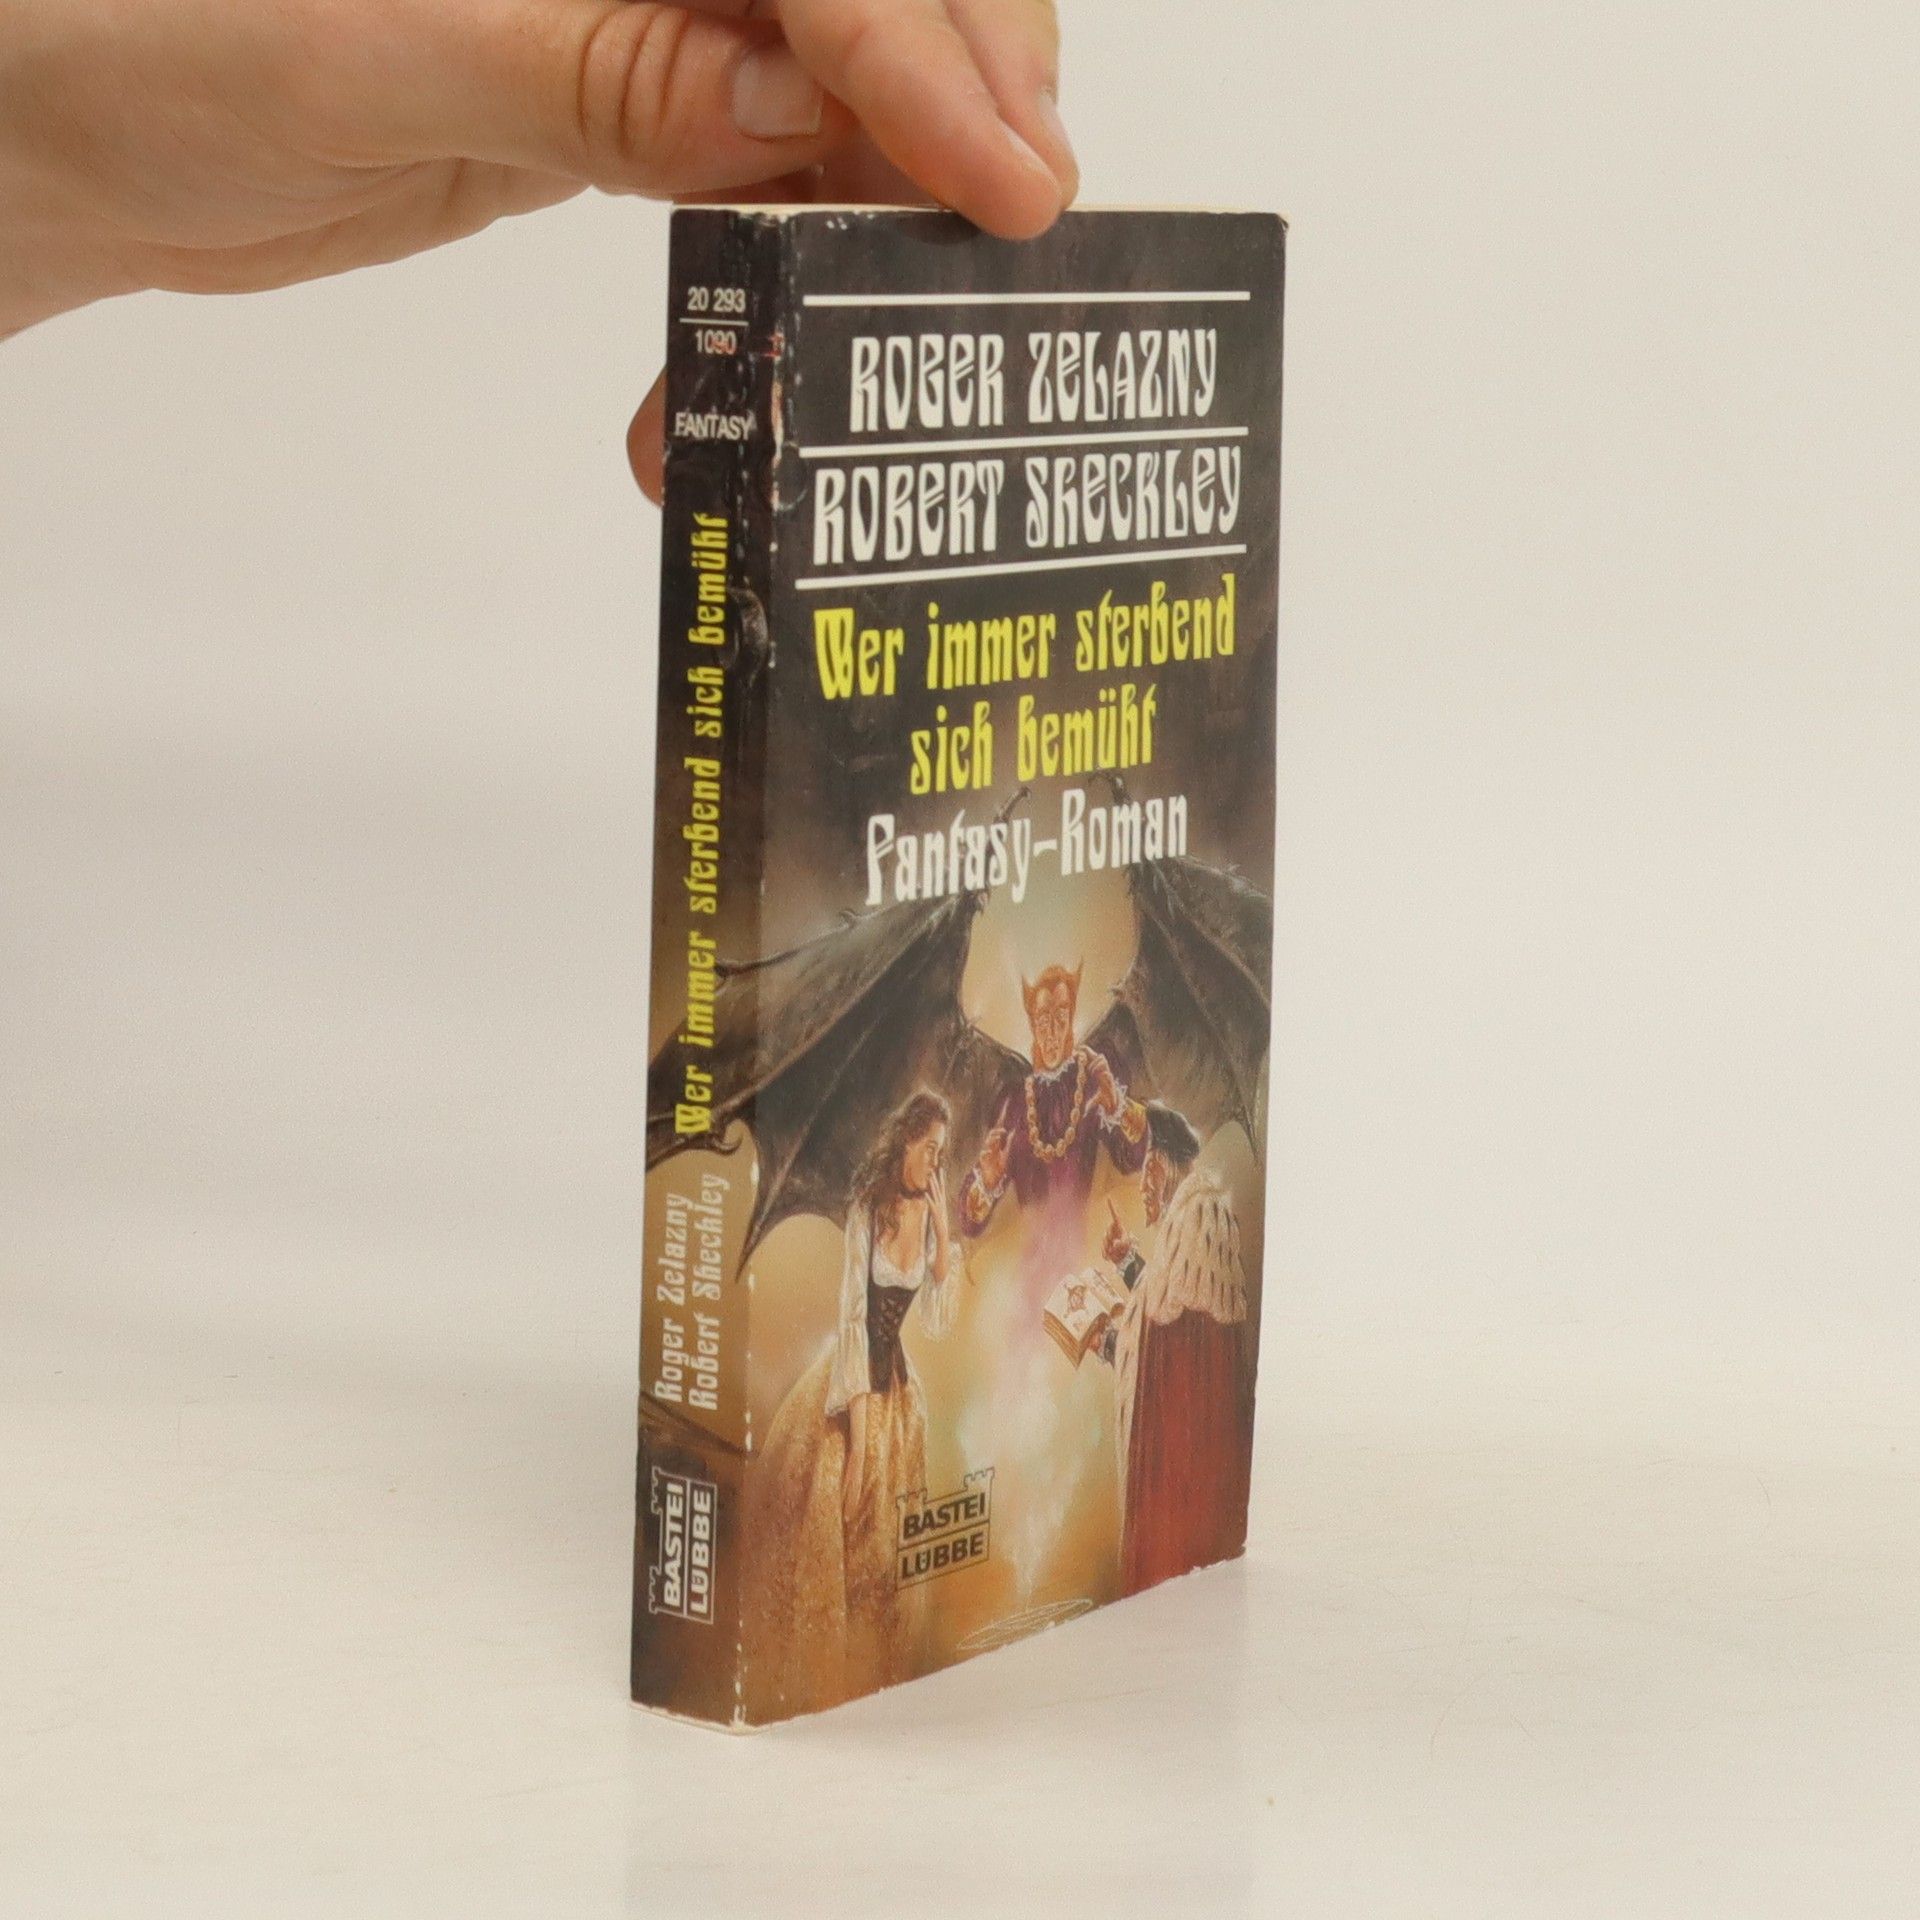 20 293
1090
FANTASY
Wer immer sterbend sich bemüht
Roger Zelazny
Robert Sheckley
BASTEI
LÜBBE
ROGER ZELAZNY
ROBERT SHECKLEY
Wer immer sterbend
sich bemüht
Fantasy-Roman
BASTEI
LÜBBE